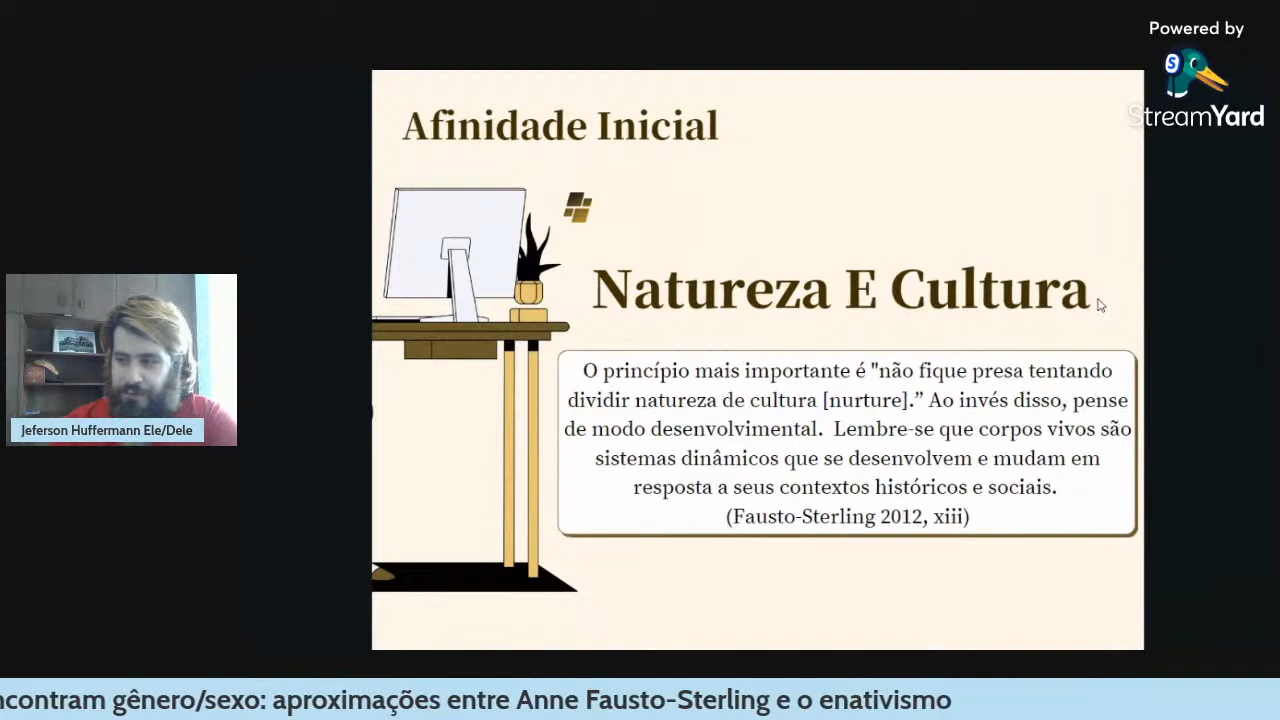 Powered by
StreamYard
Afinidade Inicial
Natureza E Cultura
O princípio mais importante é "não fique presa tentando
dividir natureza de cultura [nurture].” Ao invés disso, pense
de modo desenvolvimental. Lembre-se que corpos vivos são
sistemas dinâmicos que se desenvolvem e mudam em
resposta a seus contextos históricos e sociais.
(Fausto-Sterling 2012, xiii)
Jeferson Huffermann Ele/Dele
ncontram gênero/sexo: aproximações entre Anne Fausto-Sterling e o enativismo